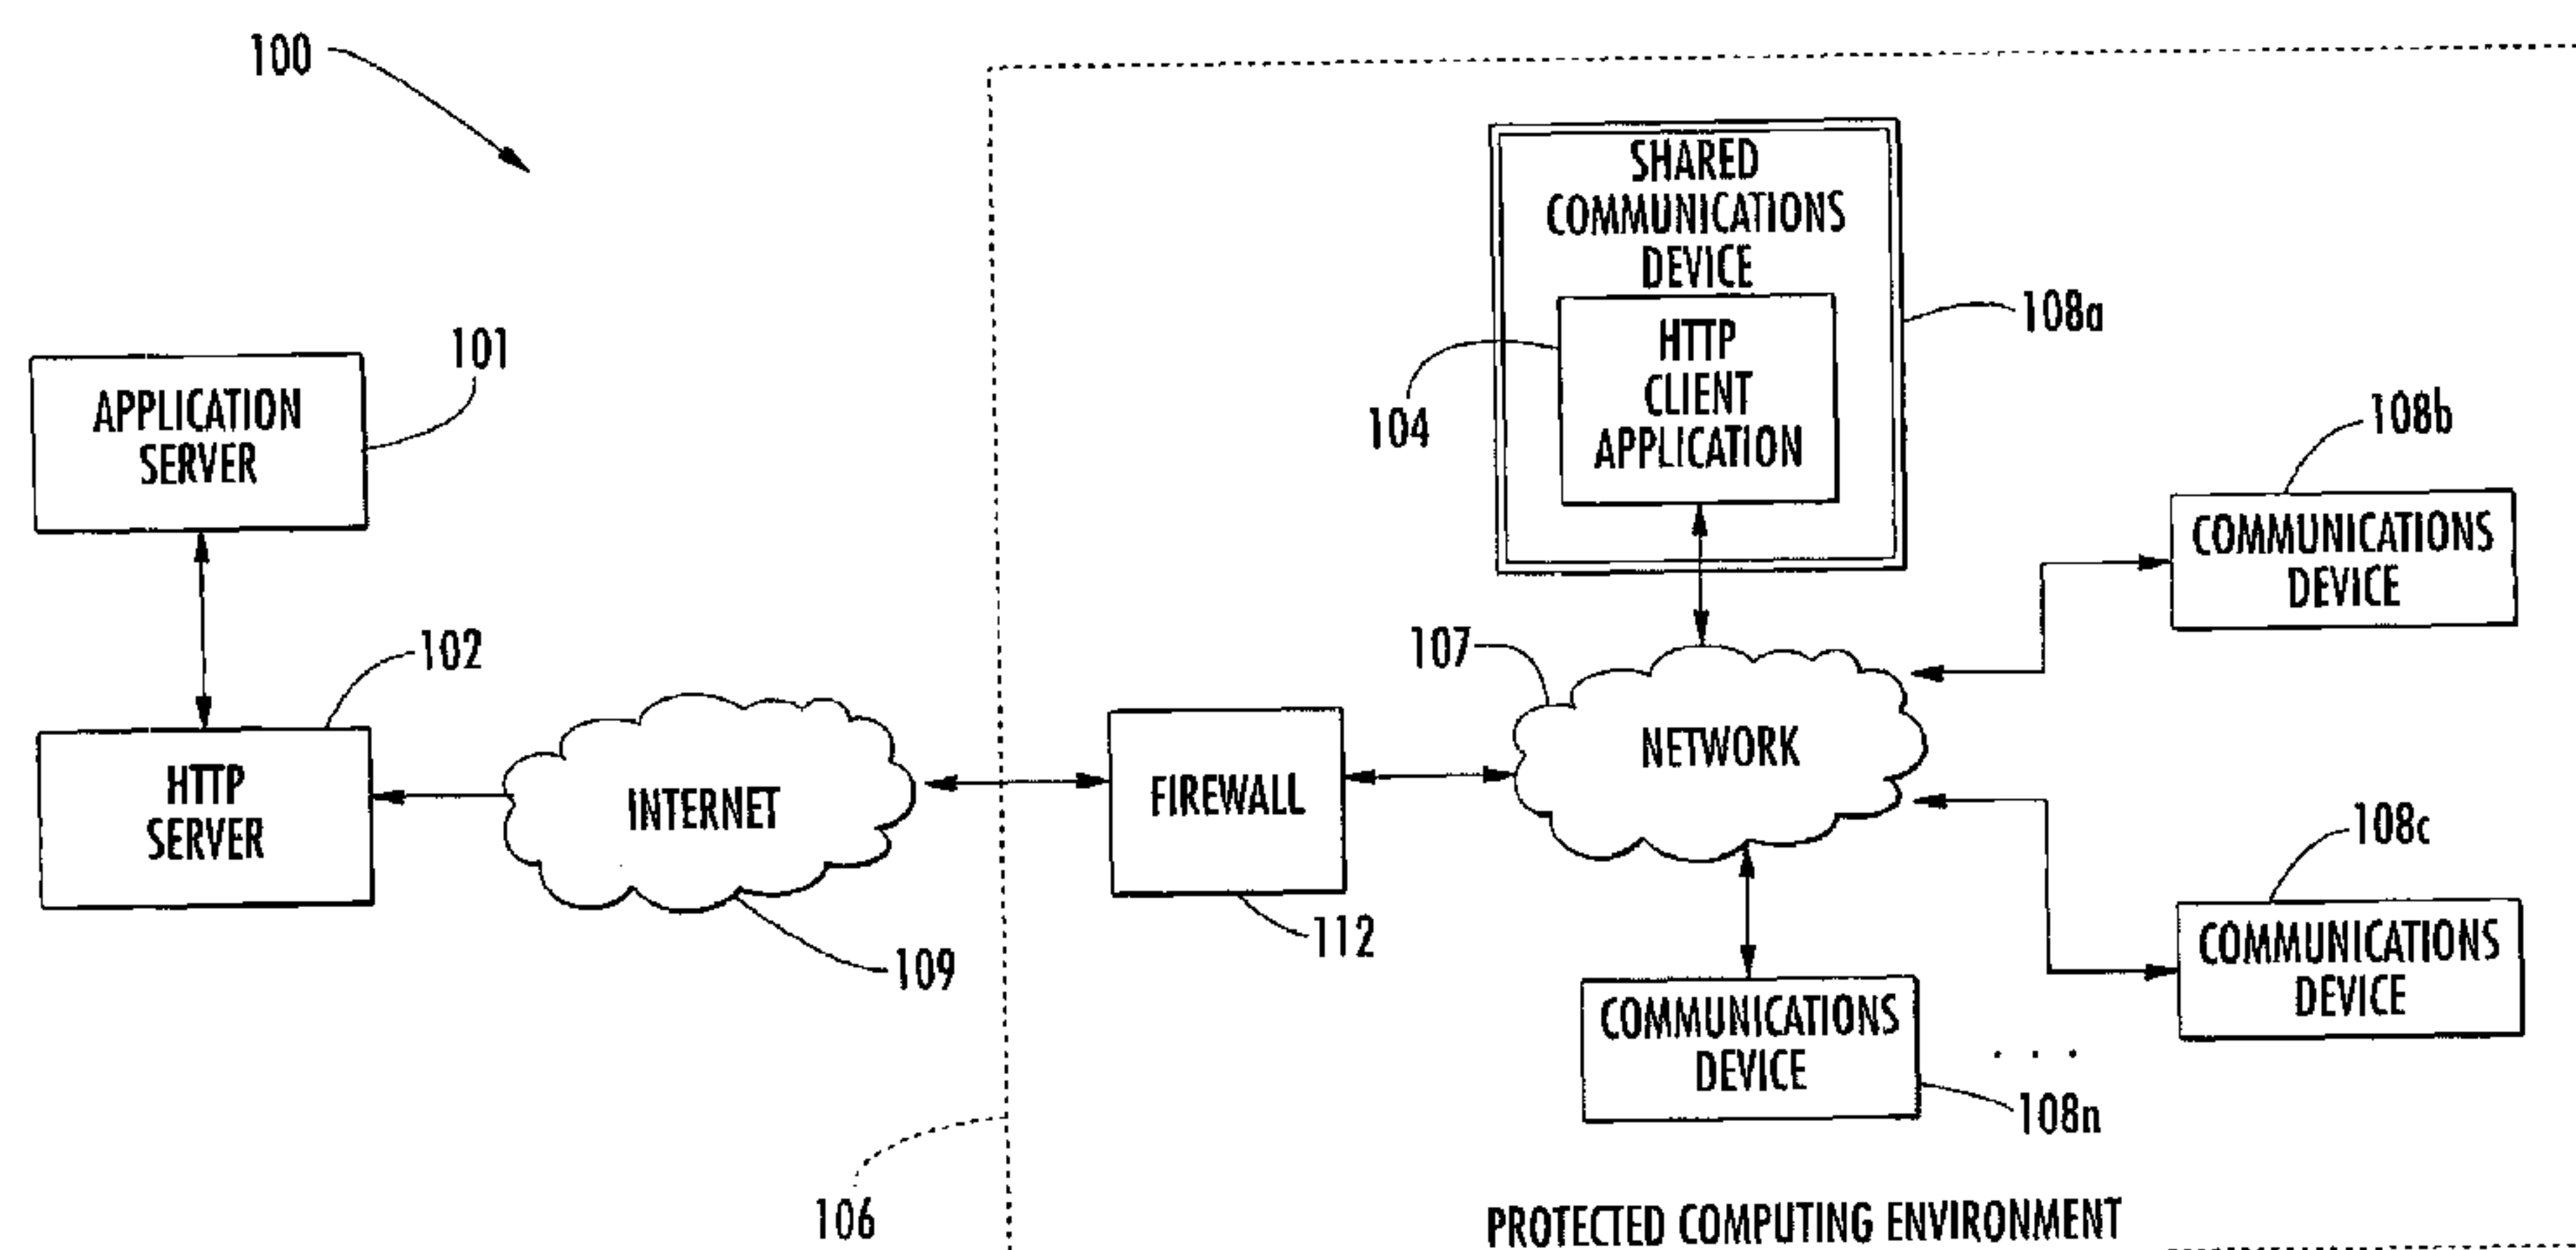 100
SHARED
COMMUNICATIONS
DEVICE
HTTP
CLIENT
APPLICATION
104
108a
101
APPLICATION
SERVER
108b
COMMUNICATIONS
DEVICE
102
HTTP
SERVER
INTERNET
109
FIREWALL
112
107
NETWORK
108c
COMMUNICATIONS
DEVICE
COMMUNICATIONS
DEVICE
. . .
108n
106
PROTECTED COMPUTING ENVIRONMENT